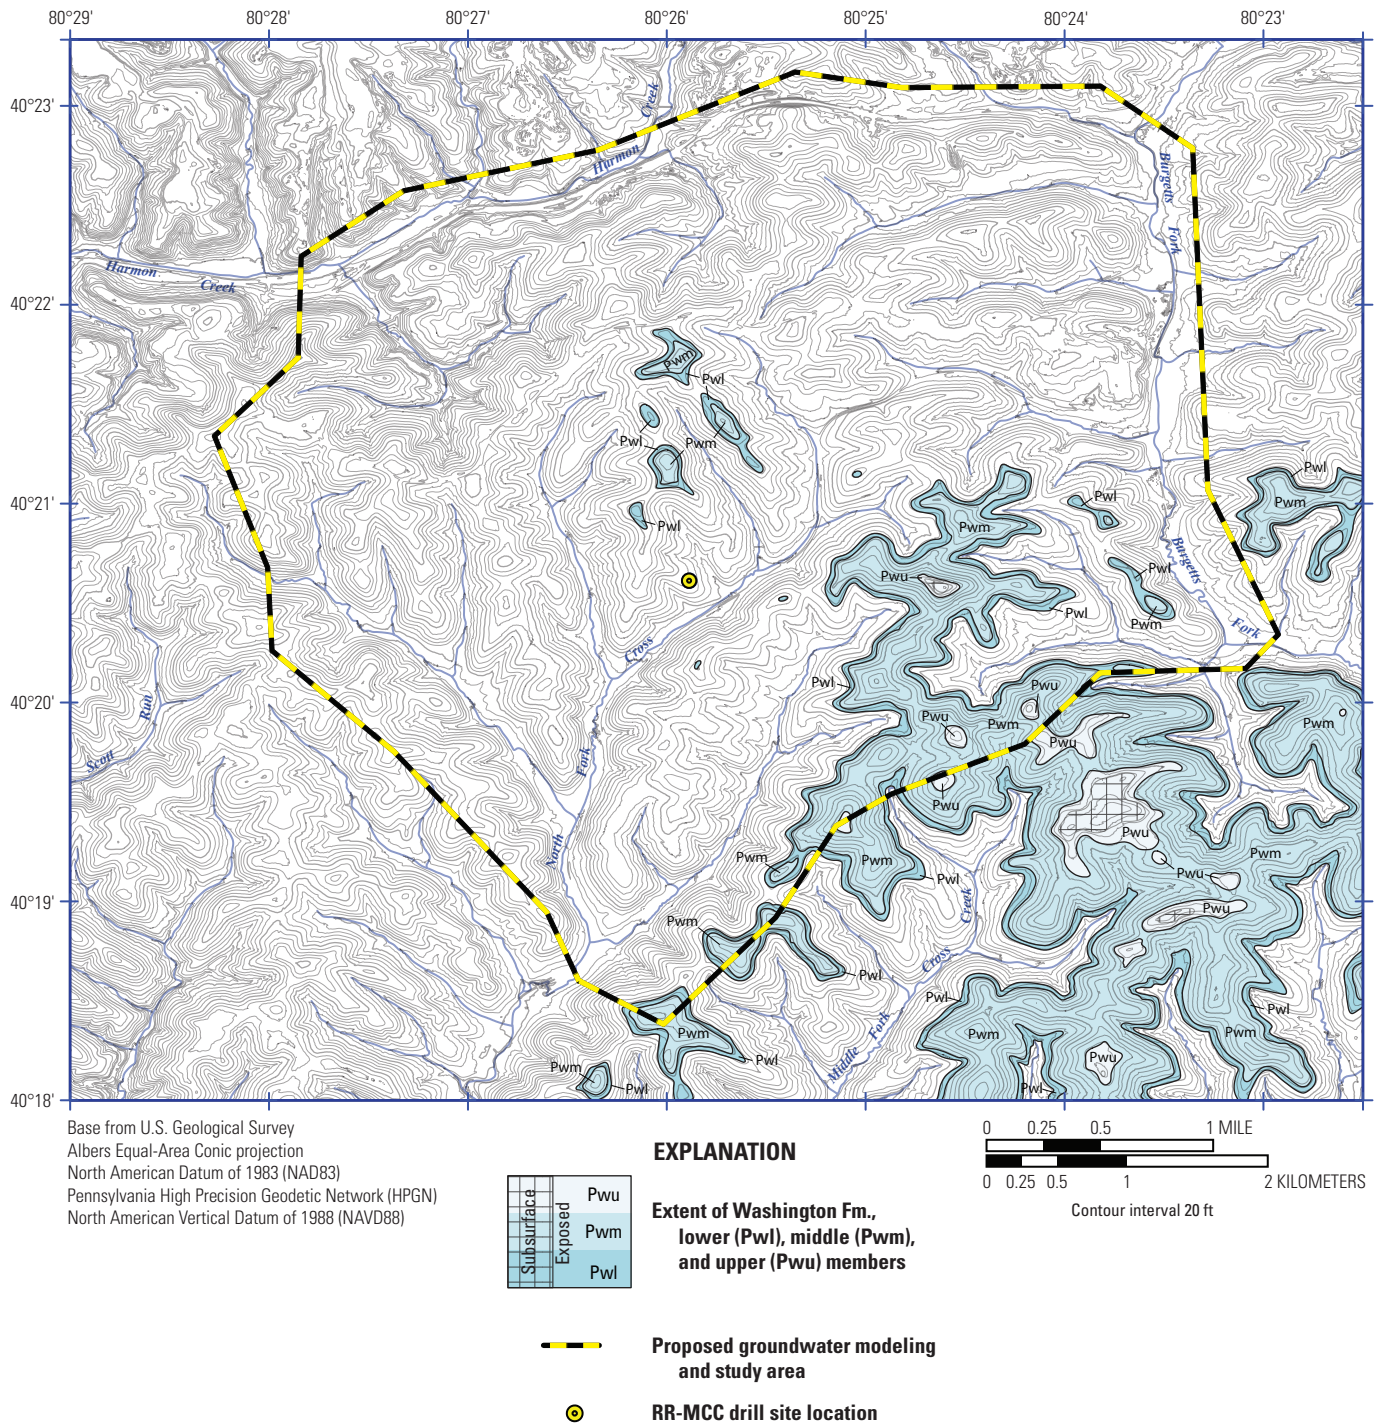 80°29' 80°28' 80°27' 80°26' 80°25' 80°24' 80°23'
40°23'
40°22'
40°21'
40°20'
40°19'
40°18'
Creek
Harmon
Burgetts
Fork
Harmon
Creek
Pwm
Pwl
Pwl
Pwm
Pwl
Pwl
Pwm
Pwl
Pwm
Pwu
Pwl
Pwl
Pwm
Burgetts
Fork
Cross
Pwl
Pwu
Pwu
Pwm
Pwu
Pwm
Run
Scott
Fork
Pwu
Pwu
North
Pwm
Pwm
Pwl
Pwm
Pwu
Pwu
Creek
Pwm
Cross
Pwl
Pwl
Pwl
Pwm
Pwm
Pwm
Fork
Middle
Pwl
Pwu
Pwm
Pwl
Pwl
Base from U.S. Geological Survey
Albers Equal-Area Conic projection
North American Datum of 1983 (NAD83)
Pennsylvania High Precision Geodetic Network (HPGN)
North American Vertical Datum of 1988 (NAVD88)
EXPLANATION
0 0.25 0.5 1 MILE
0 0.25 0.5 1 2 KILOMETERS
Contour interval 20 ft
Subsurface
Exposed
Pwu
Pwm
Pwl
Extent of Washington Fm.,
lower (Pwl), middle (Pwm),
and upper (Pwu) members
Proposed groundwater modeling
and study area
RR-MCC drill site location